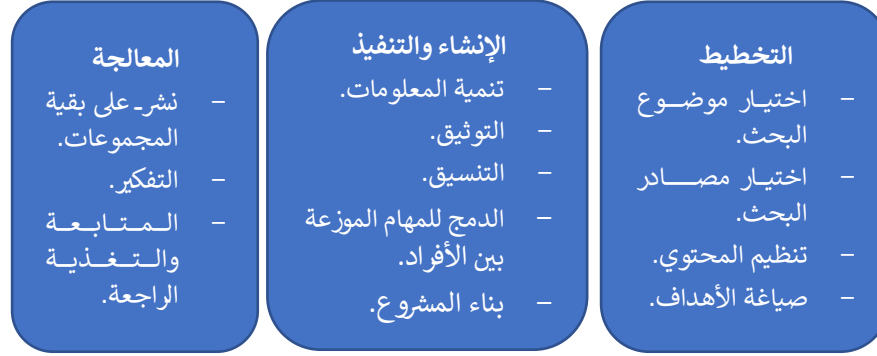 التخطيط
– اختيار موضوع
البحث.
– اختيار مصادر
البحث.
– تنظيم المحتوي.
– صياغة الأهداف.
الإنشاء والتنفيذ
– تنمية المعلومات.
– التوثيق.
– التنسيق.
– الدمج للمهام الموزعة
بين الأفراد.
– بناء المشروع.
المعالجة
– نشر على بقية
المجموعات.
– التفكير.
– المتابعة
والتغذية
الراجعة.